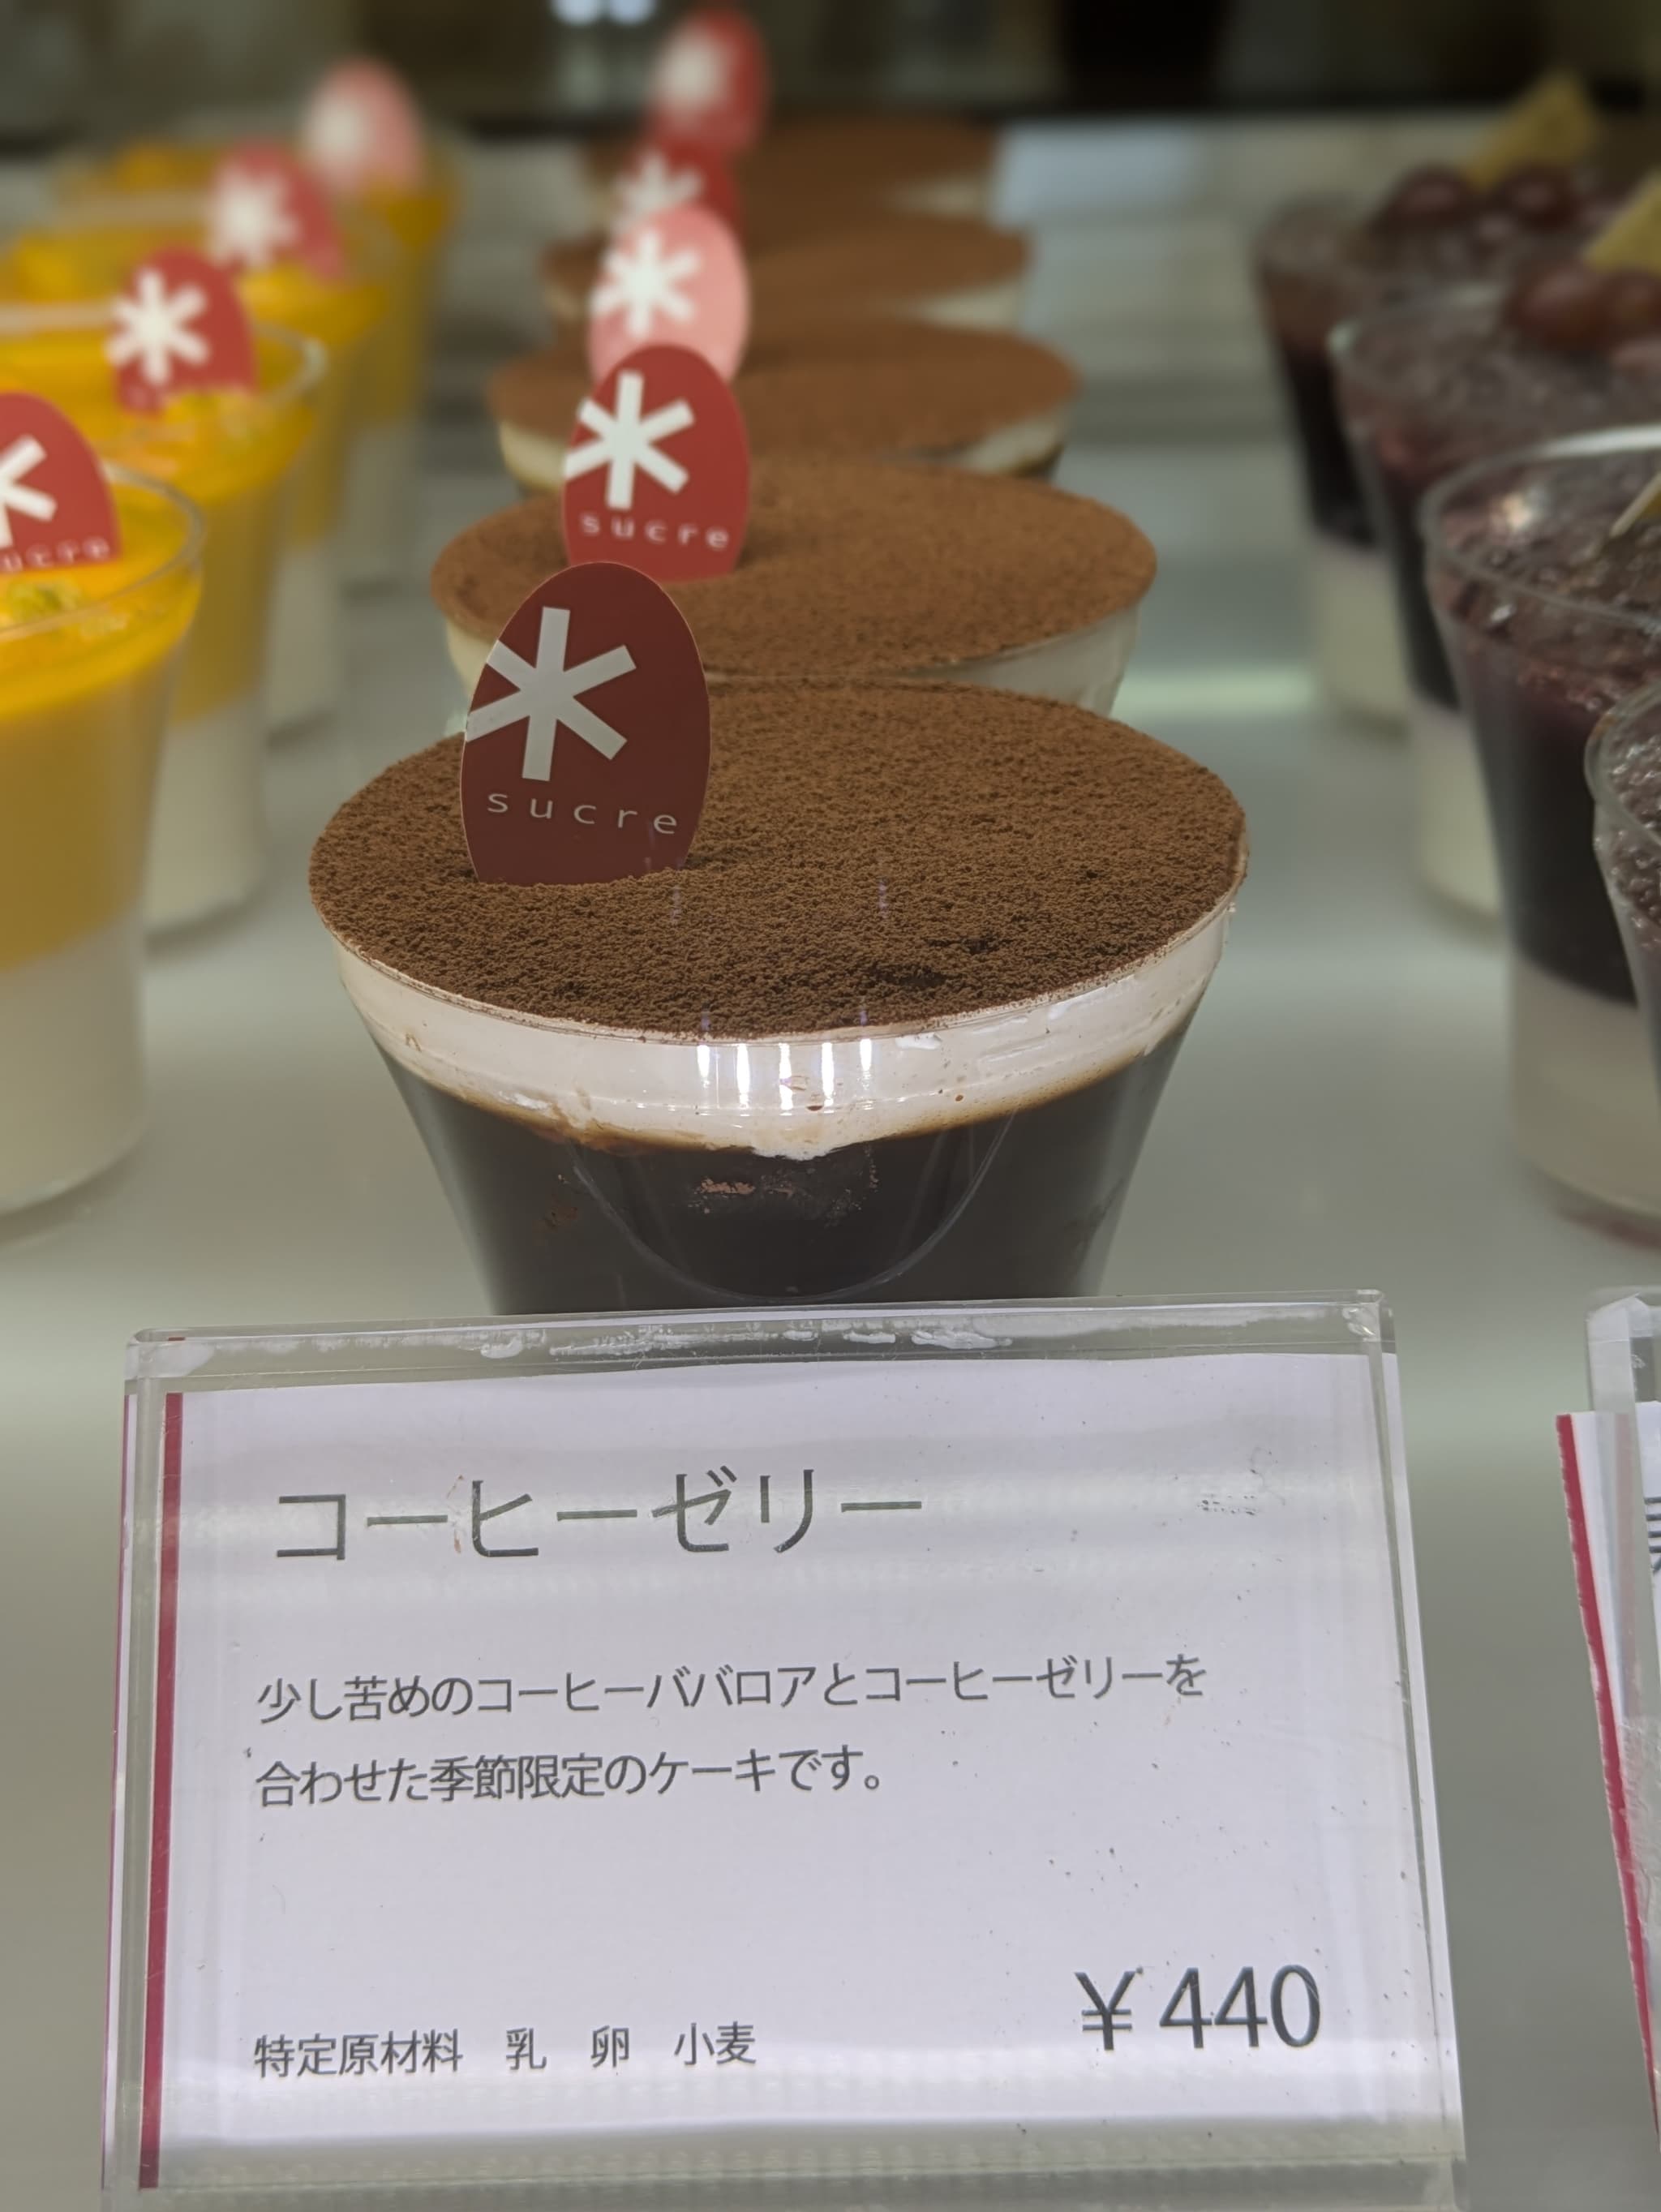 sucre
sucre
コーヒーゼリー
少し苦めのコーヒーババロアとコーヒーゼリーを
合わせた季節限定のケーキです。
¥440
特定原材料 乳 卵 小麦